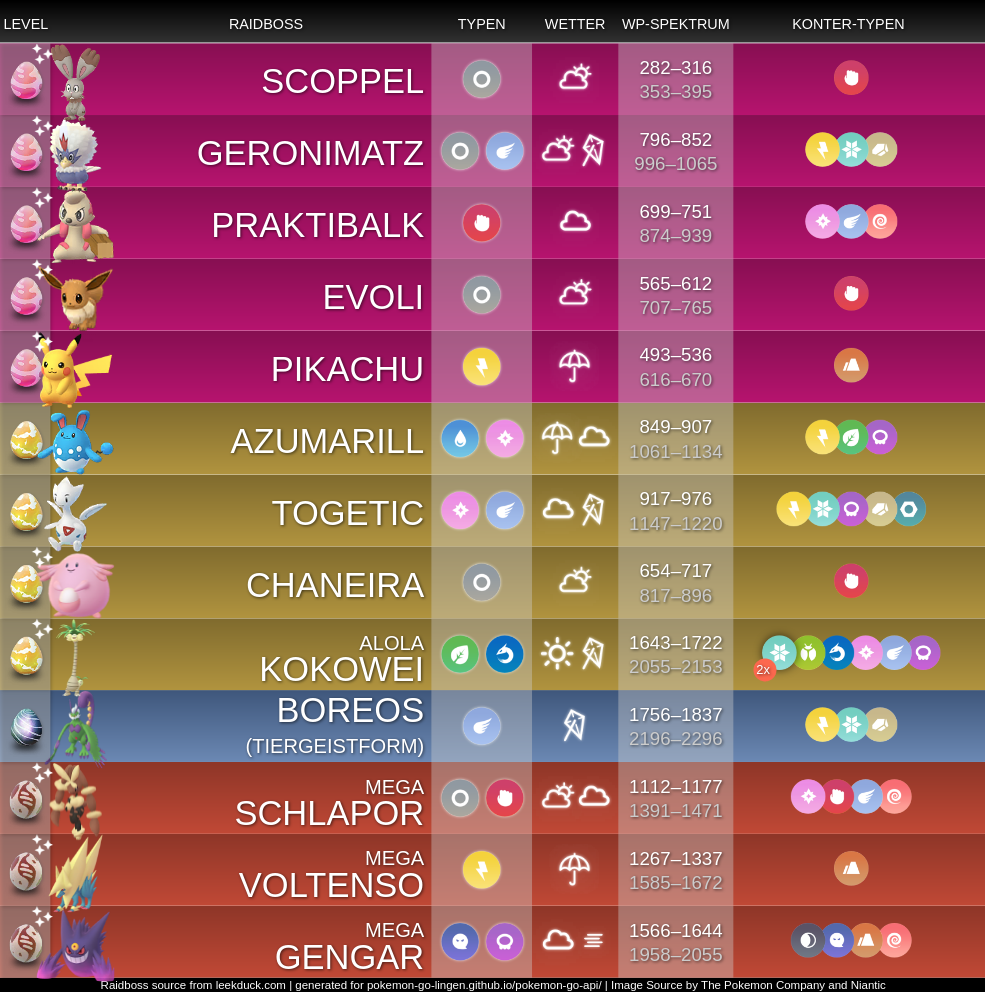 LEVEL RAIDBOSS TYPEN WETTER WP-SPEKTRUM KONTER-TYPEN
SCOPPEL 282–316
353–395
GERONIMATZ 796–852
996–1065
PRAKTIBALK 699–751
874–939
EVOLI 565–612
707–765
PIKACHU 493–536
616–670
AZUMARILL 849–907
1061–1134
TOGETIC 917–976
1147–1220
CHANEIRA 654–717
817–896
ALOLA 1643–1722
KOKOWEI 2055–2153 2x
BOREOS 1756–1837
(TIERGEISTFORM) 2196–2296
MEGA 1112–1177
SCHLAPOR 1391–1471
MEGA 1267–1337
VOLTENSO 1585–1672
MEGA 1566–1644
GENGAR 1958–2055
Raidboss source from leekduck.com | generated for pokemon-go-lingen.github.io/pokemon-go-api/ | Image Source by The Pokemon Company and Niantic